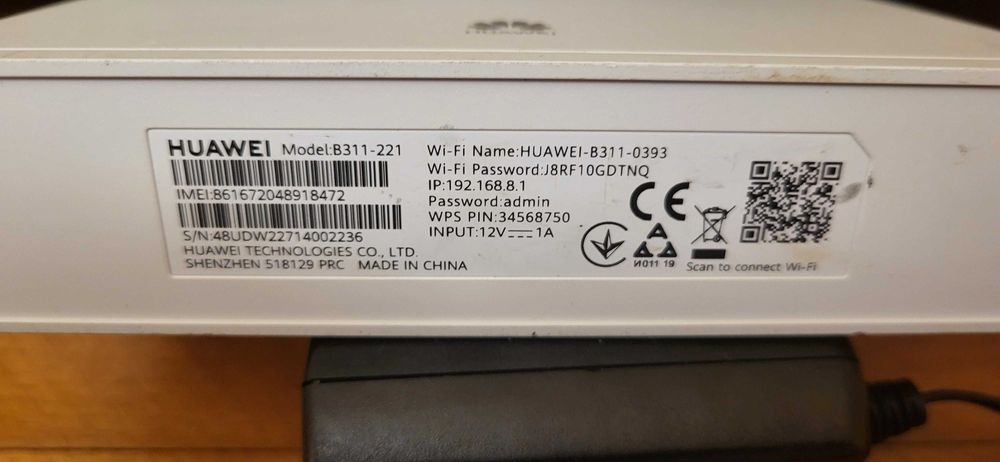 HUAWEI
HUAWEI Model:B311-221
IMEI:861672048918472
S/N:48UDW22714002236
HUAWEI TECHNOLOGIES CO., LTD.
SHENZHEN 518129 PRC MADE IN CHINA
Wi-Fi Name:HUAWEI-B311-0393
Wi-Fi Password:J8RF10GDTNQ
IP:192.168.8.1
Password:admin
WPS PIN:34568750
INPUT:12V⎓1A
CE
И011 19
Scan to connect Wi-Fi